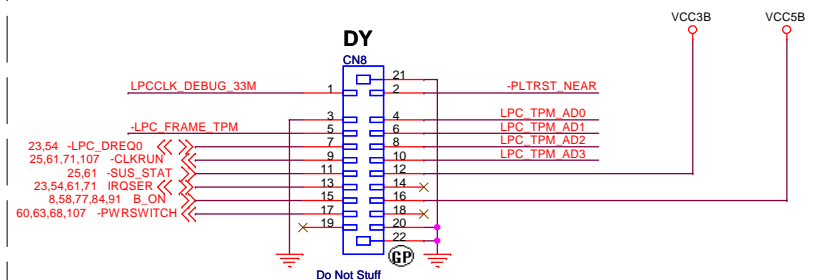 VCC3B VCC5B
DY
CN8
21
LPCCLK_DEBUG_33M 1 2 -PLTRST_NEAR
3 4 LPC_TPM_AD0
-LPC_FRAME_TPM 5 6 LPC_TPM_AD1
23,54 -LPC_DREQ0 7 8 LPC_TPM_AD2
25,61,71,107 -CLKRUN 9 10 LPC_TPM_AD3
25,61 -SUS_STAT 11 12
23,54,61,71 IRQSER 13 14
8,58,77,84,91 B_ON 15 16
60,63,68,107 -PWRSWITCH 17 18
19 20
22
GP
Do Not Stuff